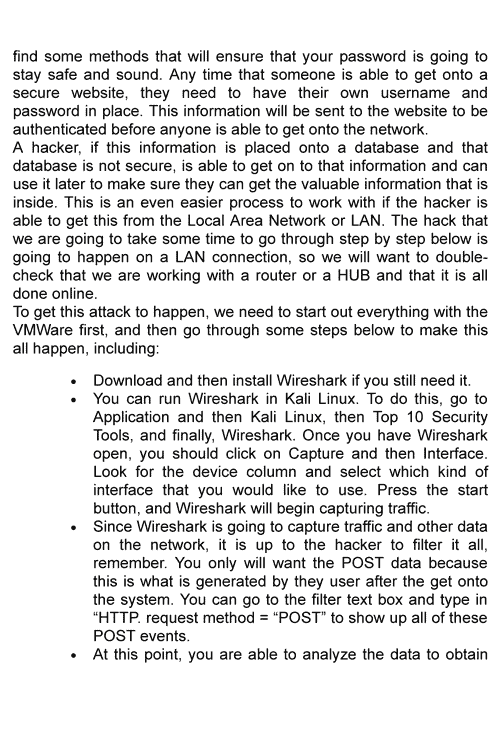 find some methods that will ensure that your password is going to
stay safe and sound. Any time that someone is able to get onto a
secure website, they need to have their own username and
password in place. This information will be sent to the website to be
authenticated before anyone is able to get onto the network.
A hacker, if this information is placed onto a database and that
database is not secure, is able to get on to that information and can
use it later to make sure they can get the valuable information that is
inside. This is an even easier process to work with if the hacker is
able to get this from the Local Area Network or LAN. The hack that
we are going to take some time to go through step by step below is
going to happen on a LAN connection, so we will want to double-
check that we are working with a router or a HUB and that it is all
done online.
To get this attack to happen, we need to start out everything with the
VMWare first, and then go through some steps below to make this
all happen, including:
• Download and then install Wireshark if you still need it.
• You can run Wireshark in Kali Linux. To do this, go to
Application and then Kali Linux, then Top 10 Security
Tools, and finally, Wireshark. Once you have Wireshark
open, you should click on Capture and then Interface.
Look for the device column and select which kind of
interface that you would like to use. Press the start
button, and Wireshark will begin capturing traffic.
• Since Wireshark is going to capture traffic and other data
on the network, it is up to the hacker to filter it all,
remember. You only will want the POST data because
this is what is generated by they user after the get onto
the system. You can go to the filter text box and type in
“HTTP. request method = “POST” to show up all of these
POST events.
• At this point, you are able to analyze the data to obtain